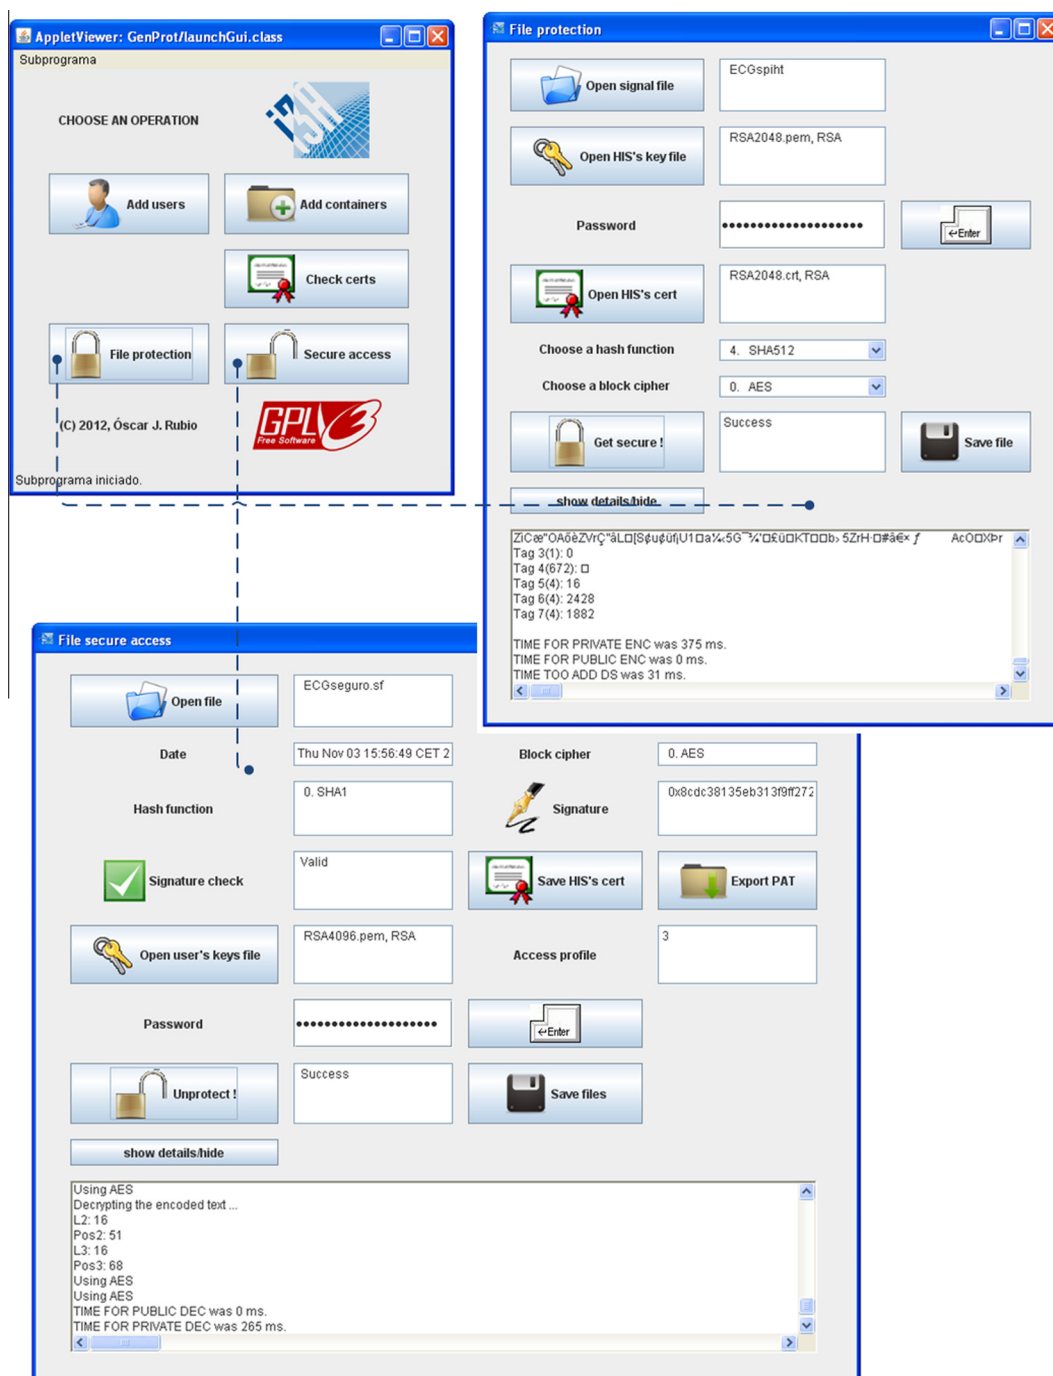 AppletViewer: GenProt/launchGui.class
Subprograma
CHOOSE AN OPERATION
i3A
Add users
Add containers
Check certs
File protection
Secure access
(C) 2012, Óscar J. Rubio
GPLV3
Free Software
Subprograma iniciado.
File protection
Open signal file
ECGspiht
Open HIS's key file
RSA2048.pem, RSA
Password
••••••••••••••••••••
Enter
Open HIS's cert
RSA2048.crt, RSA
Choose a hash function
4. SHA512
Choose a block cipher
0. AES
Get secure !
Success
Save file
show details/hide
Tag 3(1): 0
Tag 4(672): □
Tag 5(4): 16
Tag 6(4): 2428
Tag 7(4): 1882
TIME FOR PRIVATE ENC was 375 ms.
TIME FOR PUBLIC ENC was 0 ms.
TIME TOO ADD DS was 31 ms.
File secure access
Open file
ECGseguro.sf
Date
Thu Nov 03 15:56:49 CET 2
Block cipher
0. AES
Hash function
0. SHA1
Signature
0x8cdc38135eb313f9ff272
Signature check
Valid
Save HIS's cert
Export PAT
Open user's keys file
RSA4096.pem, RSA
Access profile
3
Password
••••••••••••••••••••
Enter
Unprotect !
Success
Save files
show details/hide
Using AES
Decrypting the encoded text ...
L2: 16
Pos2: 51
L3: 16
Pos3: 68
Using AES
Using AES
TIME FOR PUBLIC DEC was 0 ms.
TIME FOR PRIVATE DEC was 265 ms.